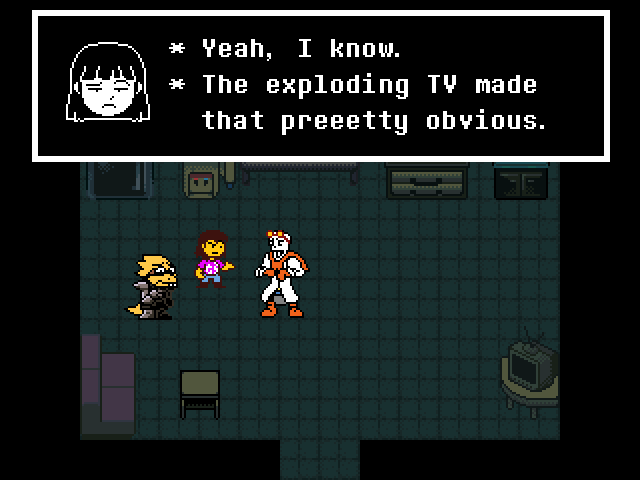 * Yeah, I know.
* The exploding TV made
that preeetty obvious.